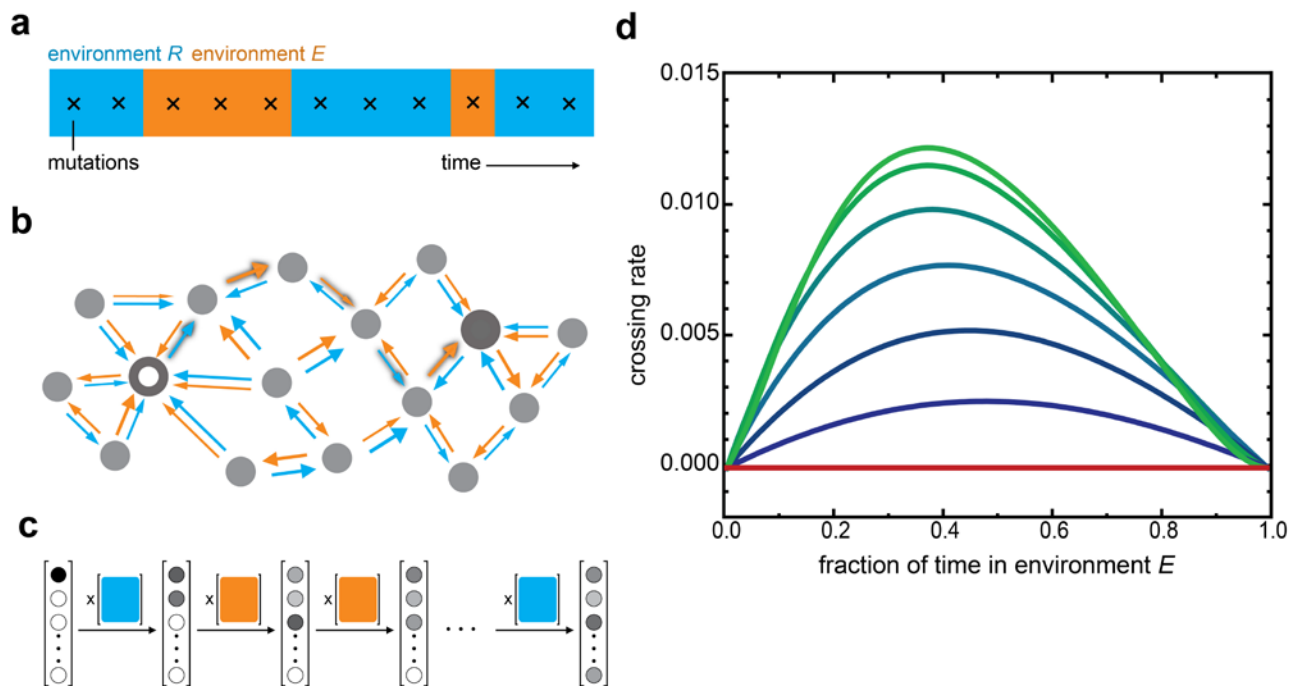 a
environment R environment E
× × × × × × × × × × ×
mutations
time
b
c
x x x . . . x
d
0.015
0.010
0.005
0.000
crossing rate
0.0 0.2 0.4 0.6 0.8 1.0
fraction of time in environment E